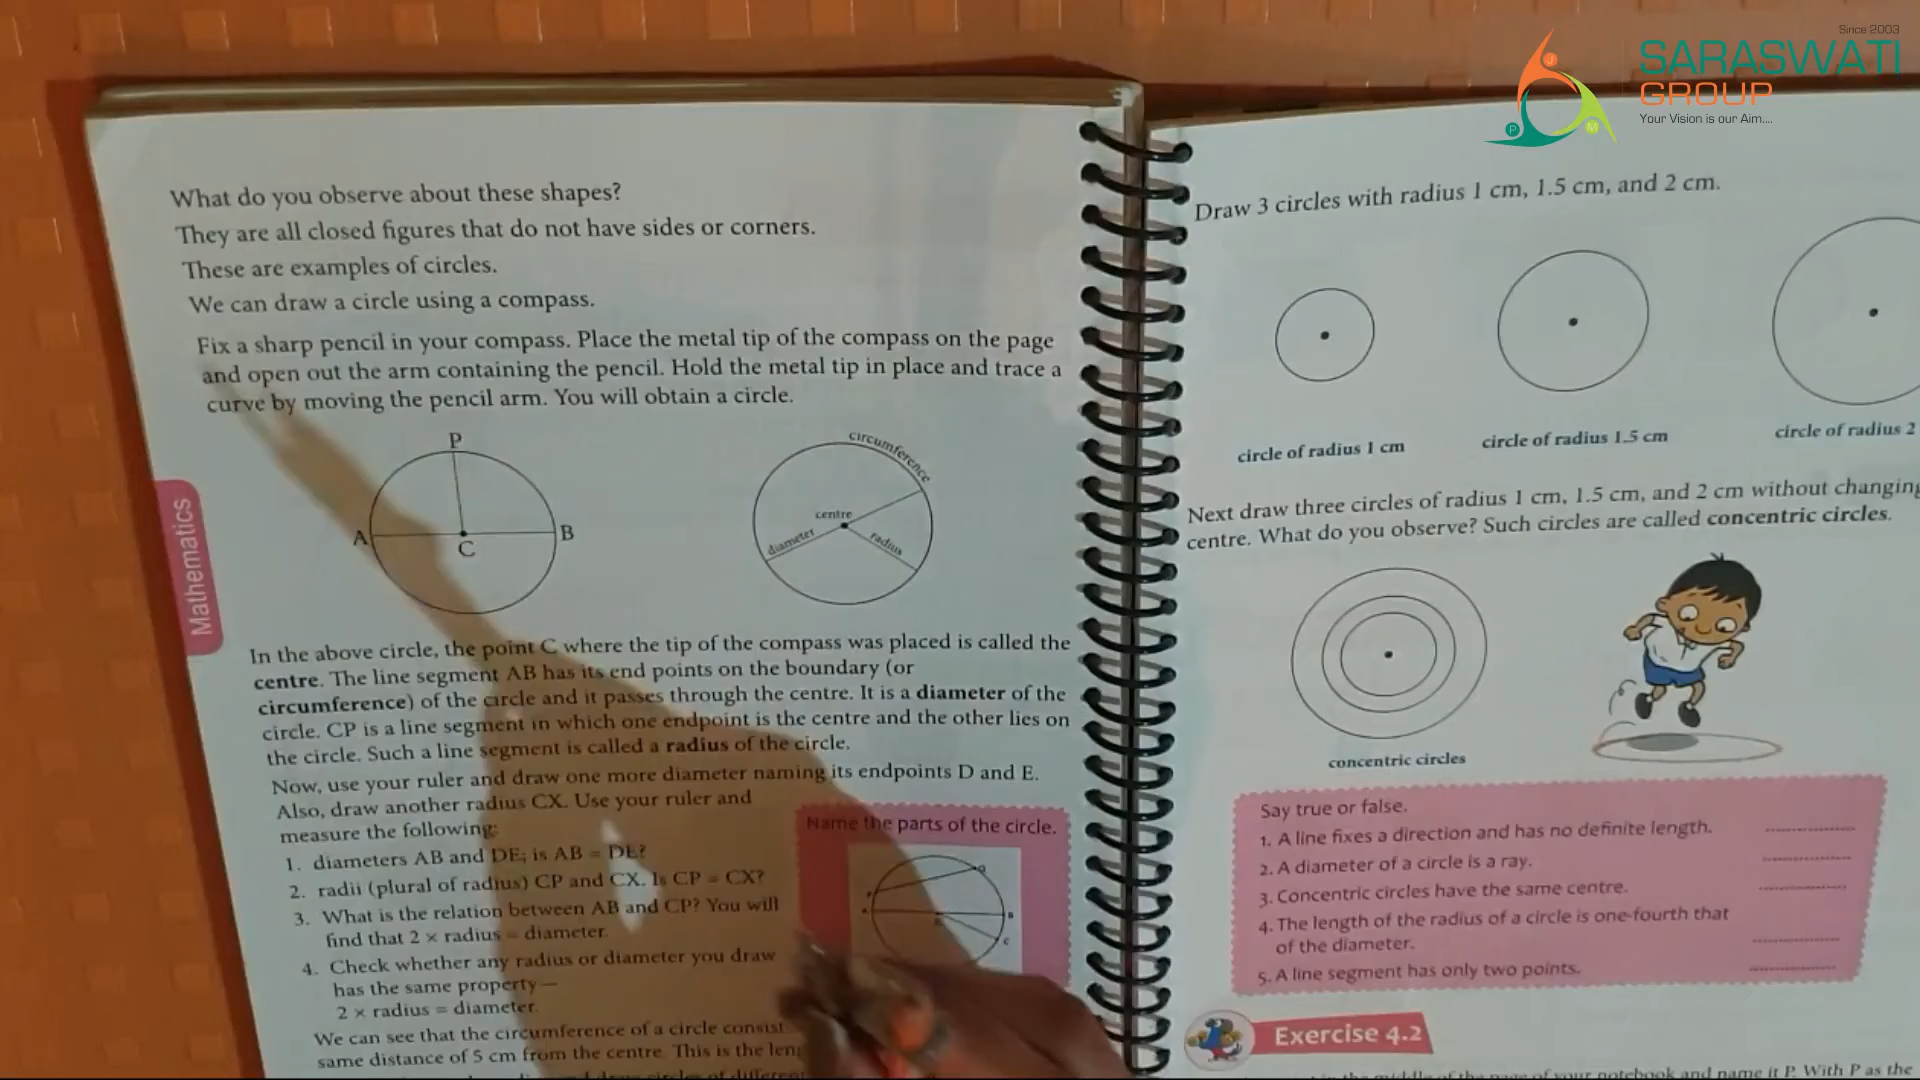 Since 2003
SARASWATI
GROUP
Your Vision is our Aim....
J
P
M
What do you observe about these shapes?
They are all closed figures that do not have sides or corners.
These are examples of circles.
We can draw a circle using a compass.
Fix a sharp pencil in your compass. Place the metal tip of the compass on the page
and open out the arm containing the pencil. Hold the metal tip in place and trace a
curve by moving the pencil arm. You will obtain a circle.
P
A
C
B
circumference
centre
diameter
radius
Mathematics
In the above circle, the point C where the tip of the compass was placed is called the
centre. The line segment AB has its end points on the boundary (or
circumference) of the circle and it passes through the centre. It is a diameter of the
circle. CP is a line segment in which one endpoint is the centre and the other lies on
the circle. Such a line segment is called a radius of the circle.
Now, use your ruler and draw one more diameter naming its endpoints D and E.
Also, draw another radius CX. Use your ruler and
measure the following:
1. diameters AB and DE; is AB = DE?
2. radii (plural of radius) CP and CX. Is CP = CX?
3. What is the relation between AB and CP? You will
find that 2 × radius = diameter.
4. Check whether any radius or diameter you draw
has the same property—
2 × radius = diameter.
We can see that the circumference of a circle consist
same distance of 5 cm from the centre. This is the len
Name the parts of the circle.
Draw 3 circles with radius 1 cm, 1.5 cm, and 2 cm.
circle of radius 1 cm
circle of radius 1.5 cm
circle of radius 2
Next draw three circles of radius 1 cm, 1.5 cm, and 2 cm without changing
centre. What do you observe? Such circles are called concentric circles.
concentric circles
Say true or false.
1. A line fixes a direction and has no definite length.
2. A diameter of a circle is a ray.
3. Concentric circles have the same centre.
4. The length of the radius of a circle is one-fourth that
of the diameter.
5. A line segment has only two points.
Exercise 4.2
of your notebook and name it P. With P as the